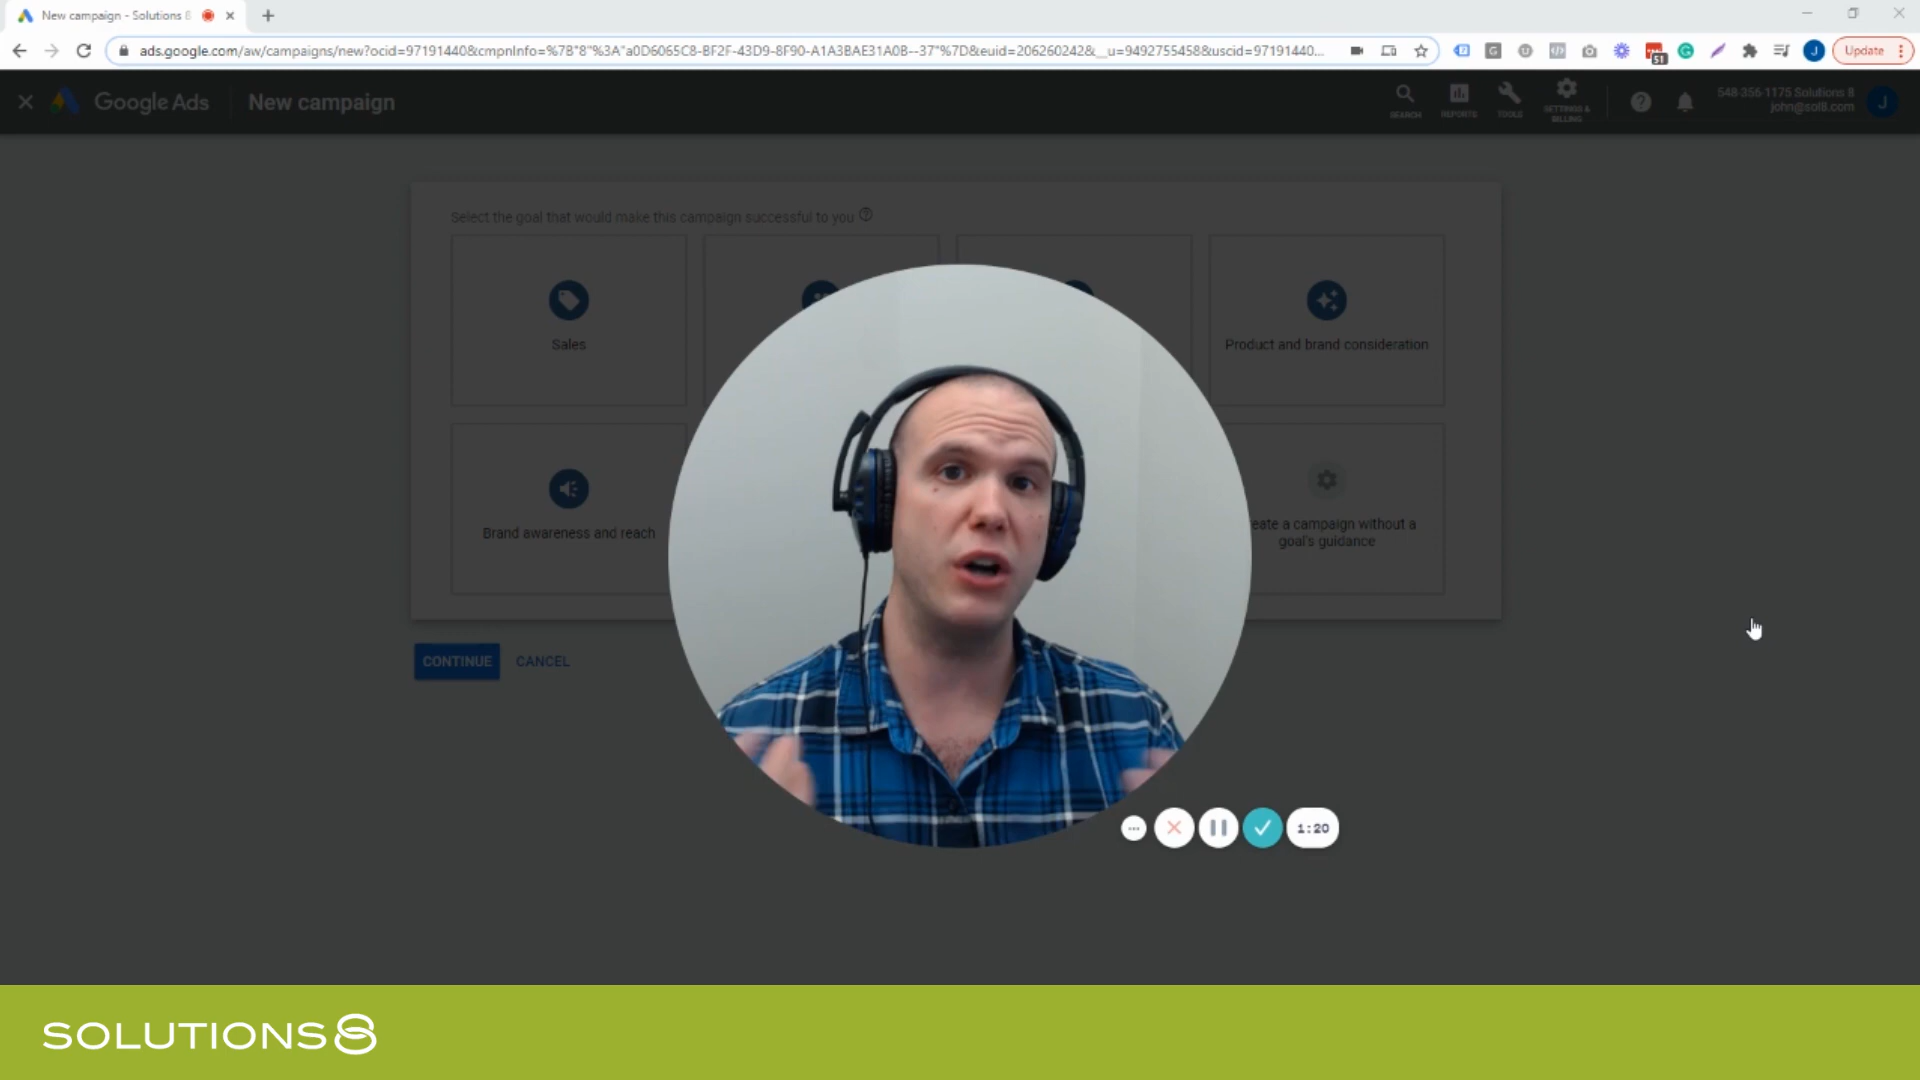 New campaign - Solutions 8
ads.google.com/aw/campaigns/new?ocid=97191440&cmpnInfo=%7B"8"%3A"a0D6065C8-BF2F-43D9-8F90-A1A3BAE31A0B--37"%7D&euid=206260242&__u=9492755458&uscid=97191440...
51
J
Update
Google Ads
New campaign
SEARCH
REPORTS
TOOLS
SETTINGS & BILLING
548-356-1175 Solutions 8
john@sol8.com
J
Select the goal that would make this campaign successful to you
Sales
Product and brand consideration
Brand awareness and reach
eate a campaign without a
goal's guidance
CONTINUE
CANCEL
1:20
SOLUTIONS 8